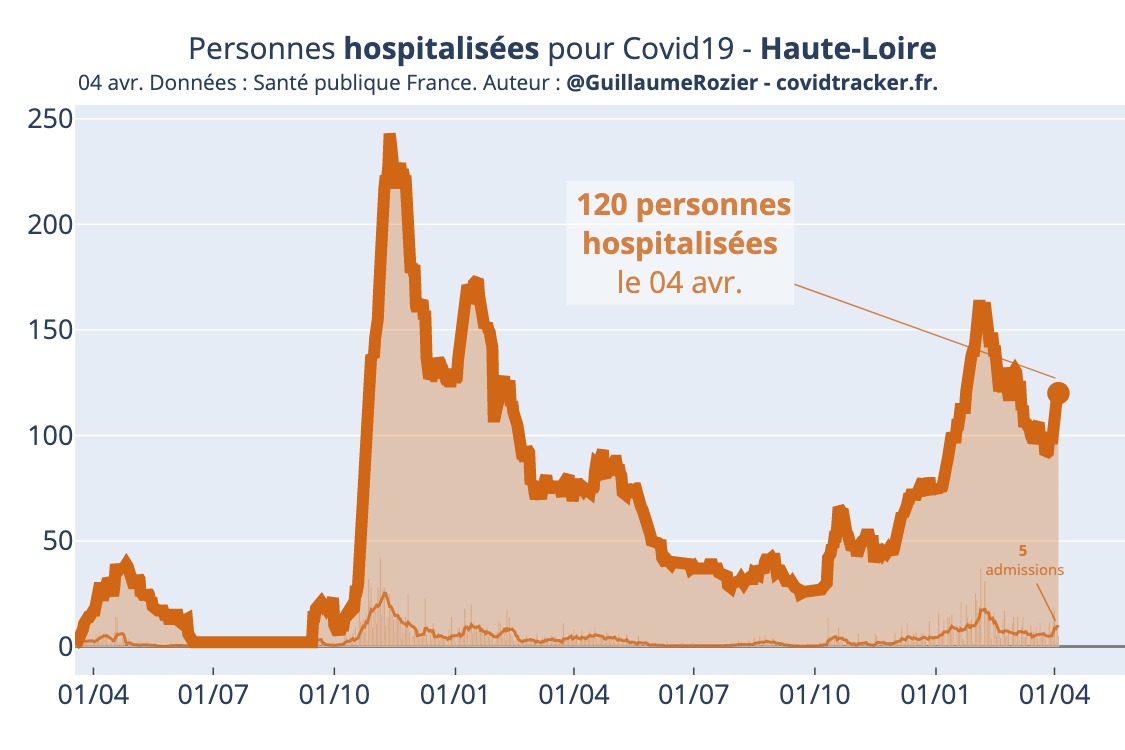 Personnes hospitalisées pour Covid19 - Haute-Loire
04 avr. Données : Santé publique France. Auteur : @GuillaumeRozier - covidtracker.fr.
250
200
150
100
50
0
120 personnes
hospitalisées
le 04 avr.
5
admissions
01/04
01/07
01/10
01/01
01/04
01/07
01/10
01/01
01/04